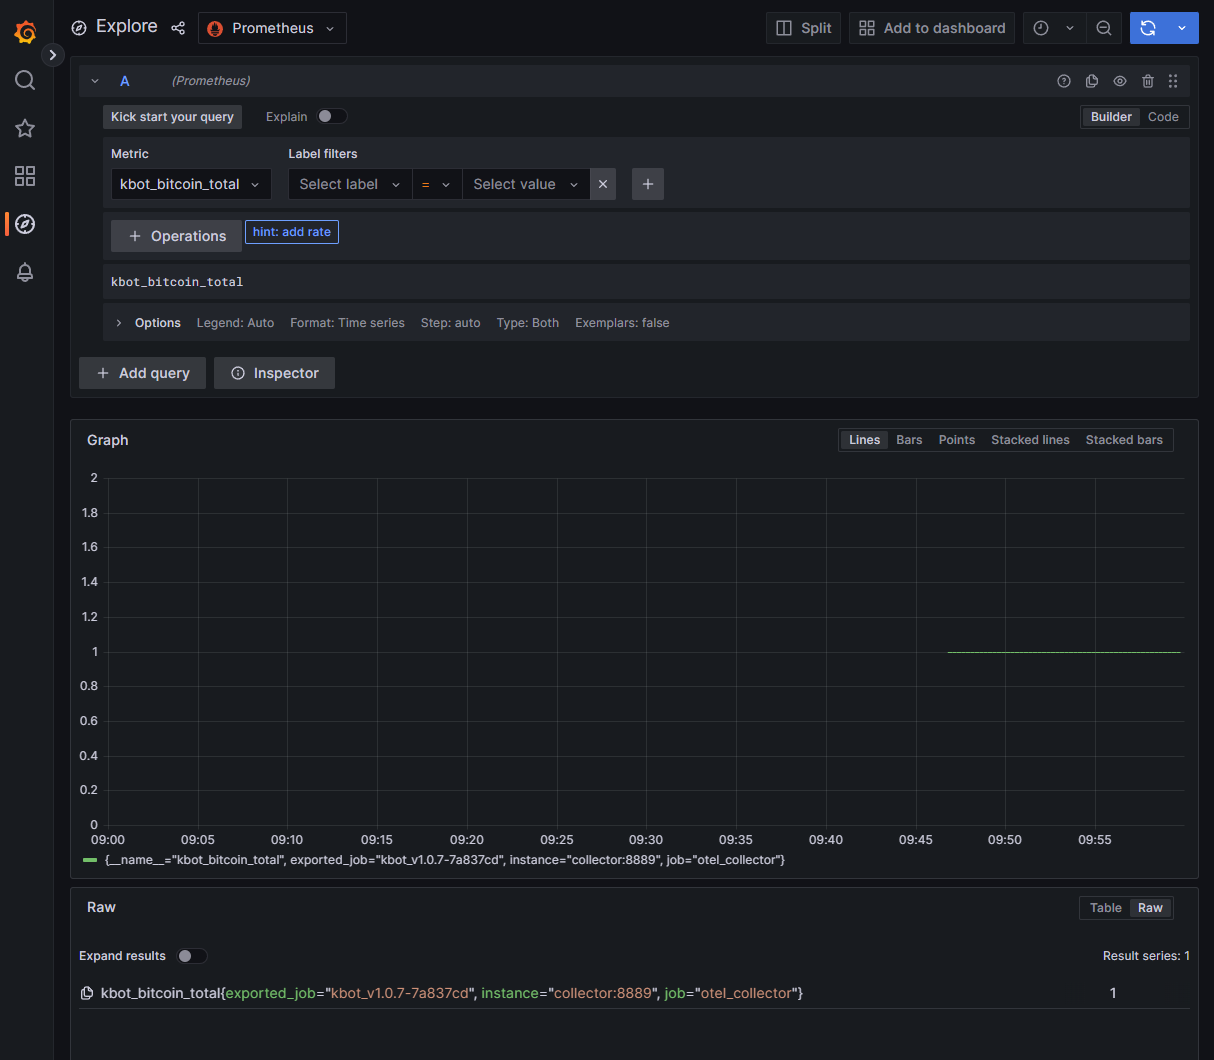 Explore
Prometheus
Split
Add to dashboard
A (Prometheus)
Kick start your query
Explain
Builder
Code
Metric
Label filters
kbot_bitcoin_total
Select label
=
Select value
Operations
hint: add rate
kbot_bitcoin_total
Options Legend: Auto Format: Time series Step: auto Type: Both Exemplars: false
Add query
Inspector
Graph
Lines Bars Points Stacked lines Stacked bars
2
1.8
1.6
1.4
1.2
1
0.8
0.6
0.4
0.2
0
09:00 09:05 09:10 09:15 09:20 09:25 09:30 09:35 09:40 09:45 09:50 09:55
{__name__="kbot_bitcoin_total", exported_job="kbot_v1.0.7-7a837cd", instance="collector:8889", job="otel_collector"}
Raw
Table Raw
Expand results
Result series: 1
kbot_bitcoin_total{exported_job="kbot_v1.0.7-7a837cd", instance="collector:8889", job="otel_collector"} 1